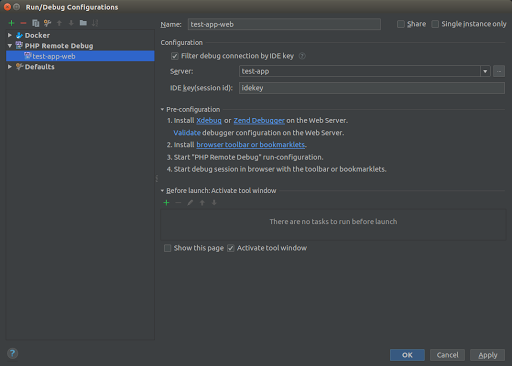 Run/Debug Configurations
Name: test-app-web Share Single instance only
Docker
PHP Remote Debug
test-app-web
Defaults
Configuration
Filter debug connection by IDE key
Server: test-app
IDE key(session id): idekey
Pre-configuration
1. Install Xdebug or Zend Debugger on the Web Server.
Validate debugger configuration on the Web Server.
2. Install browser toolbar or bookmarklets.
3. Start "PHP Remote Debug" run-configuration.
4. Start debug session in browser with the toolbar or bookmarklets.
Before launch: Activate tool window
There are no tasks to run before launch
Show this page Activate tool window
OK Cancel Apply